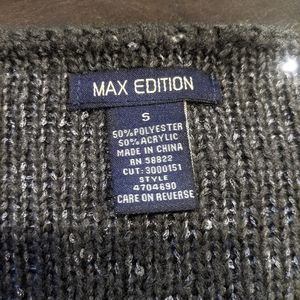 MAX EDITION
S
50%POLYESTER
50%ACRYLIC
MADE IN CHINA
RN 58822
CUT: 3000151
STYLE
4704690
CARE ON REVERSE